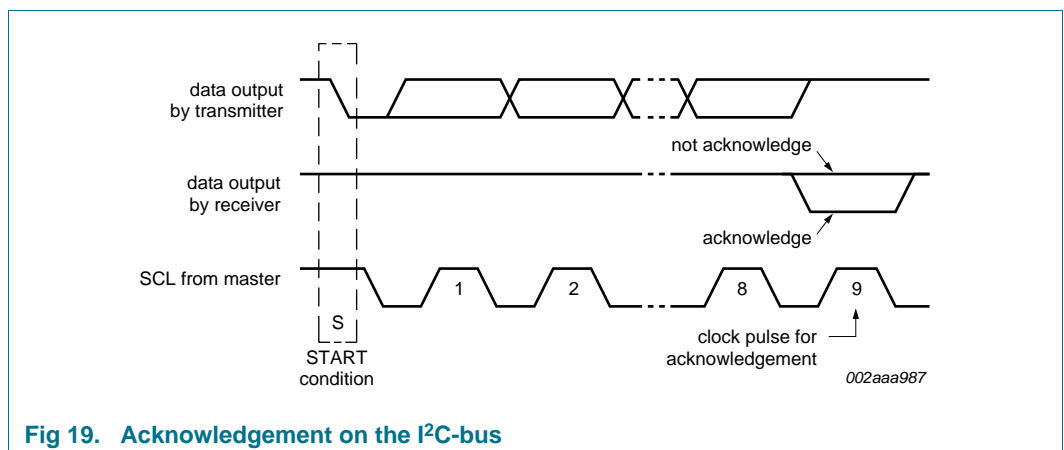 data output
by transmitter
not acknowledge
data output
by receiver
acknowledge
SCL from master
1
2
8
9
S
START
condition
clock pulse for
acknowledgement
002aaa987
Fig 19. Acknowledgement on the I²C-bus